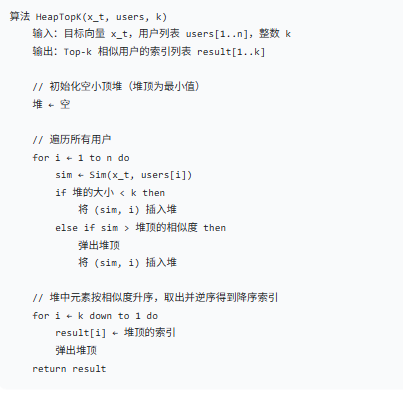 算法 HeapTopK(x_t, users, k)
输入：目标向量 x_t，用户列表 users[1..n]，整数 k
输出：Top-k 相似用户的索引列表 result[1..k]
// 初始化空小顶堆（堆顶为最小值）
堆 ← 空
// 遍历所有用户
for i ← 1 to n do
sim ← Sim(x_t, users[i])
if 堆的大小 < k then
将 (sim, i) 插入堆
else if sim > 堆顶的相似度 then
弹出堆顶
将 (sim, i) 插入堆
// 堆中元素按相似度升序，取出并逆序得到降序索引
for i ← k down to 1 do
result[i] ← 堆顶的索引
弹出堆顶
return result